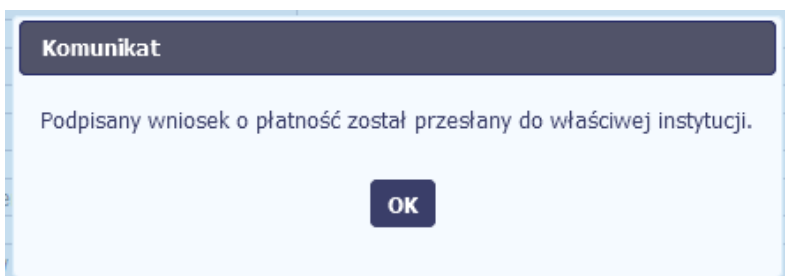 Komunikat
Podpisany wniosek o płatność został przesłany do właściwej instytucji.
OK